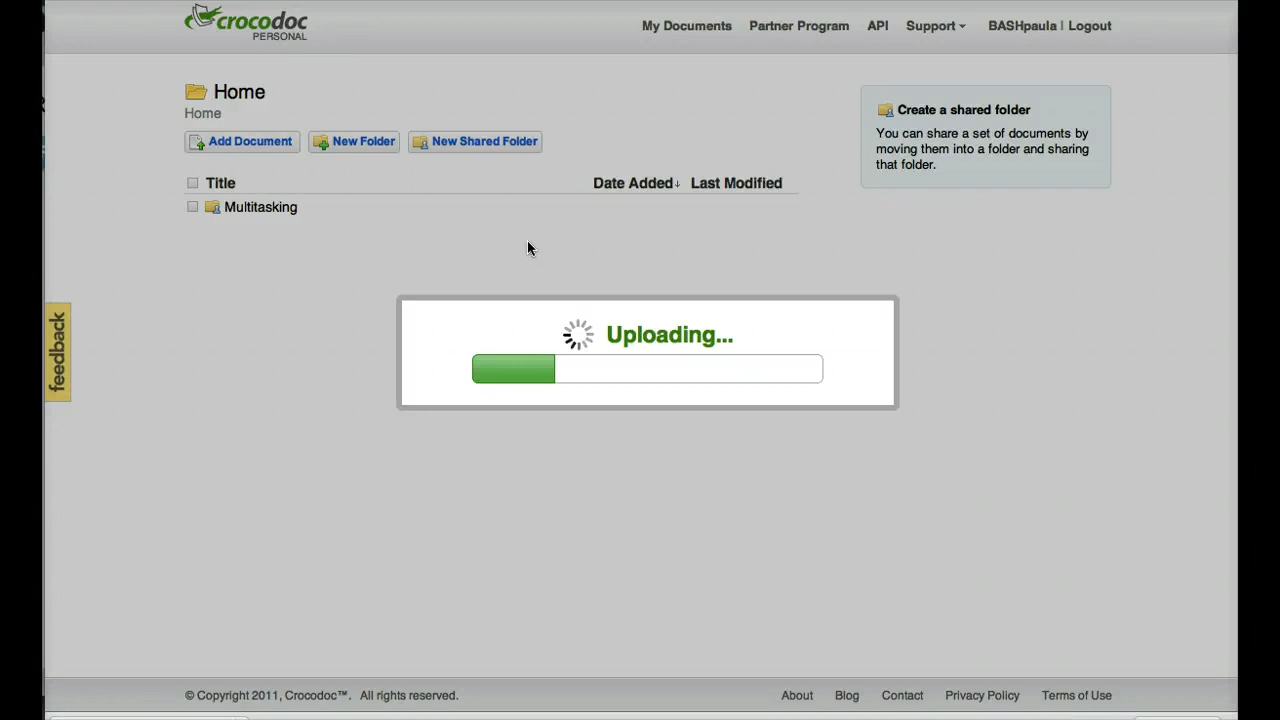 crocodoc
PERSONAL
My Documents Partner Program API Support BASHpaula | Logout
Home
Home
Add Document New Folder New Shared Folder
Title Date Added↓ Last Modified
Multitasking
Create a shared folder
You can share a set of documents by
moving them into a folder and sharing
that folder.
feedback
Uploading...
© Copyright 2011, Crocodoc™. All rights reserved.
About Blog Contact Privacy Policy Terms of Use